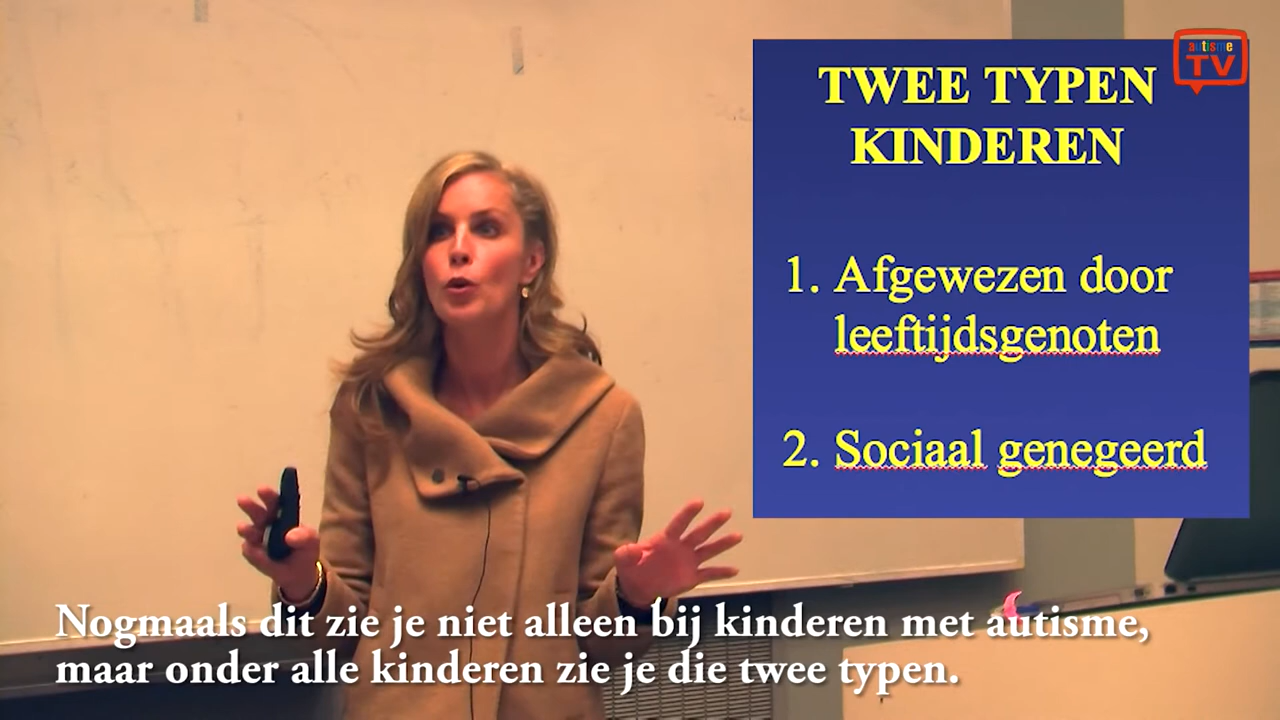 autisme
TV
TWEE TYPEN
KINDEREN
1. Afgewezen door
leeftijdsgenoten
2. Sociaal genegeerd
Nogmaals dit zie je niet alleen bij kinderen met autisme,
maar onder alle kinderen zie je die twee typen.